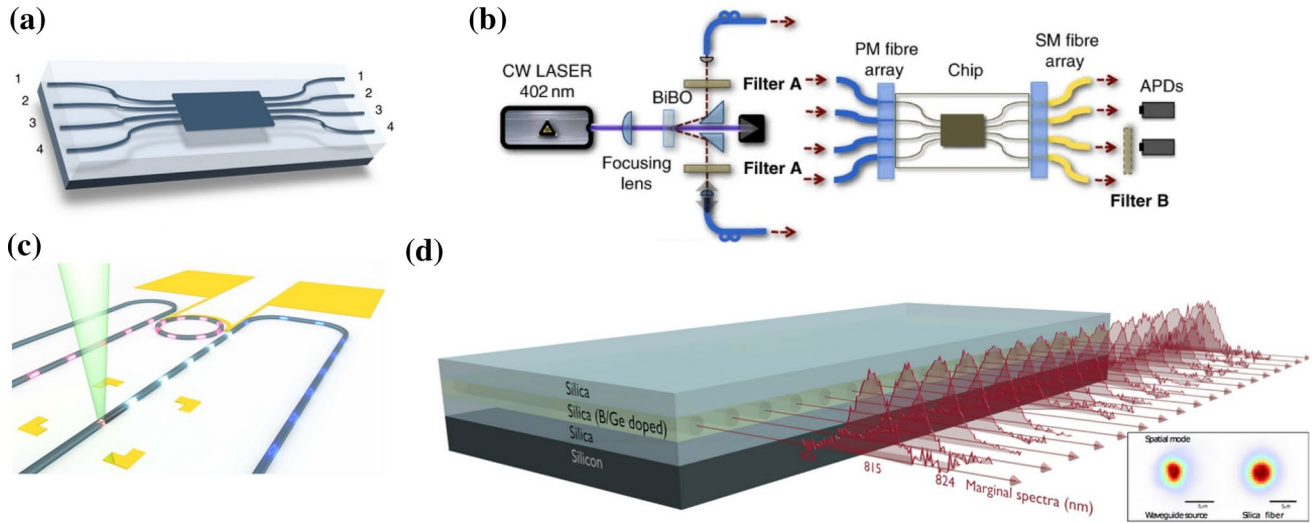 (a)
1
2
3
4
1
2
3
4
(b)
CW LASER
402 nm
BiBO
Focusing
lens
Filter A
Filter A
PM fibre
array
Chip
SM fibre
array
APDs
Filter B
(c)
(d)
Silica
Silica (B/Ge doped)
Silica
Silicon
815
824
Marginal spectra (nm)
Spatial mode
5μm
5μm
Waveguide source
Silica fiber